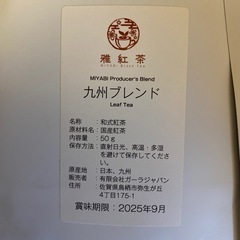 雅紅茶
MIYABI Black Tea
MIYABI Producer's Blend
九州ブレンド
Leaf Tea
名称 : 和式紅茶
原材料名 : 国産紅茶
内容量 : 50g
保存方法 : 直射日光、高温・多湿
を避けて保存してくださ
い。
原産地 : 日本、九州
販売者 : 有限会社ガーラジャパン
住所 : 佐賀県鳥栖市弥生が丘
4丁目175-1
賞味期限 : 2025年9月